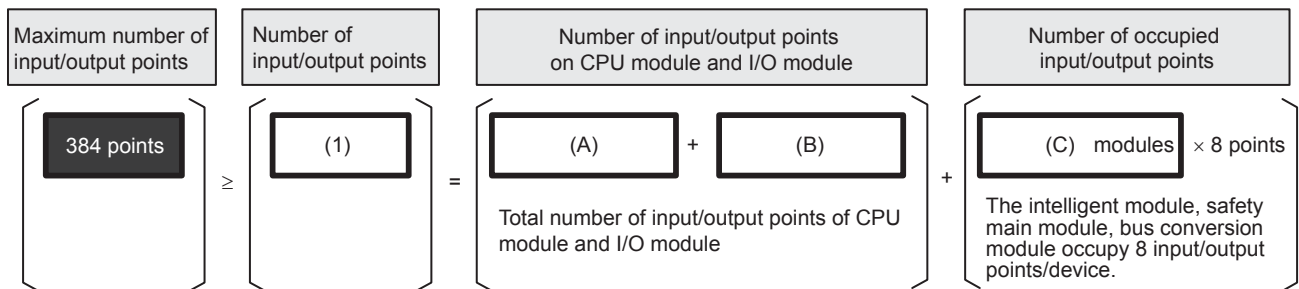 Maximum number of
input/output points
Number of
input/output points
Number of input/output points
on CPU module and I/O module
Number of occupied
input/output points
384 points
≥
(1)
=
(A)
+
(B)
+
(C) modules × 8 points
Total number of input/output points of CPU
module and I/O module
The intelligent module, safety
main module, bus conversion
module occupy 8 input/output
points/device.